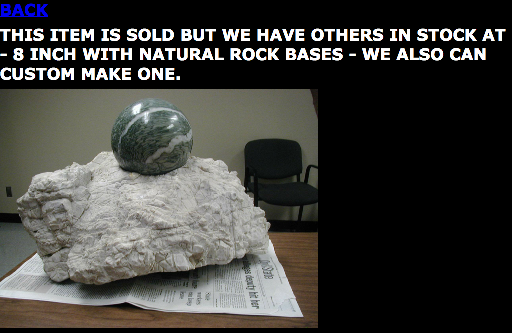 BACK
THIS ITEM IS SOLD BUT WE HAVE OTHERS IN STOCK AT
- 8 INCH WITH NATURAL ROCK BASES - WE ALSO CAN
CUSTOM MAKE ONE.